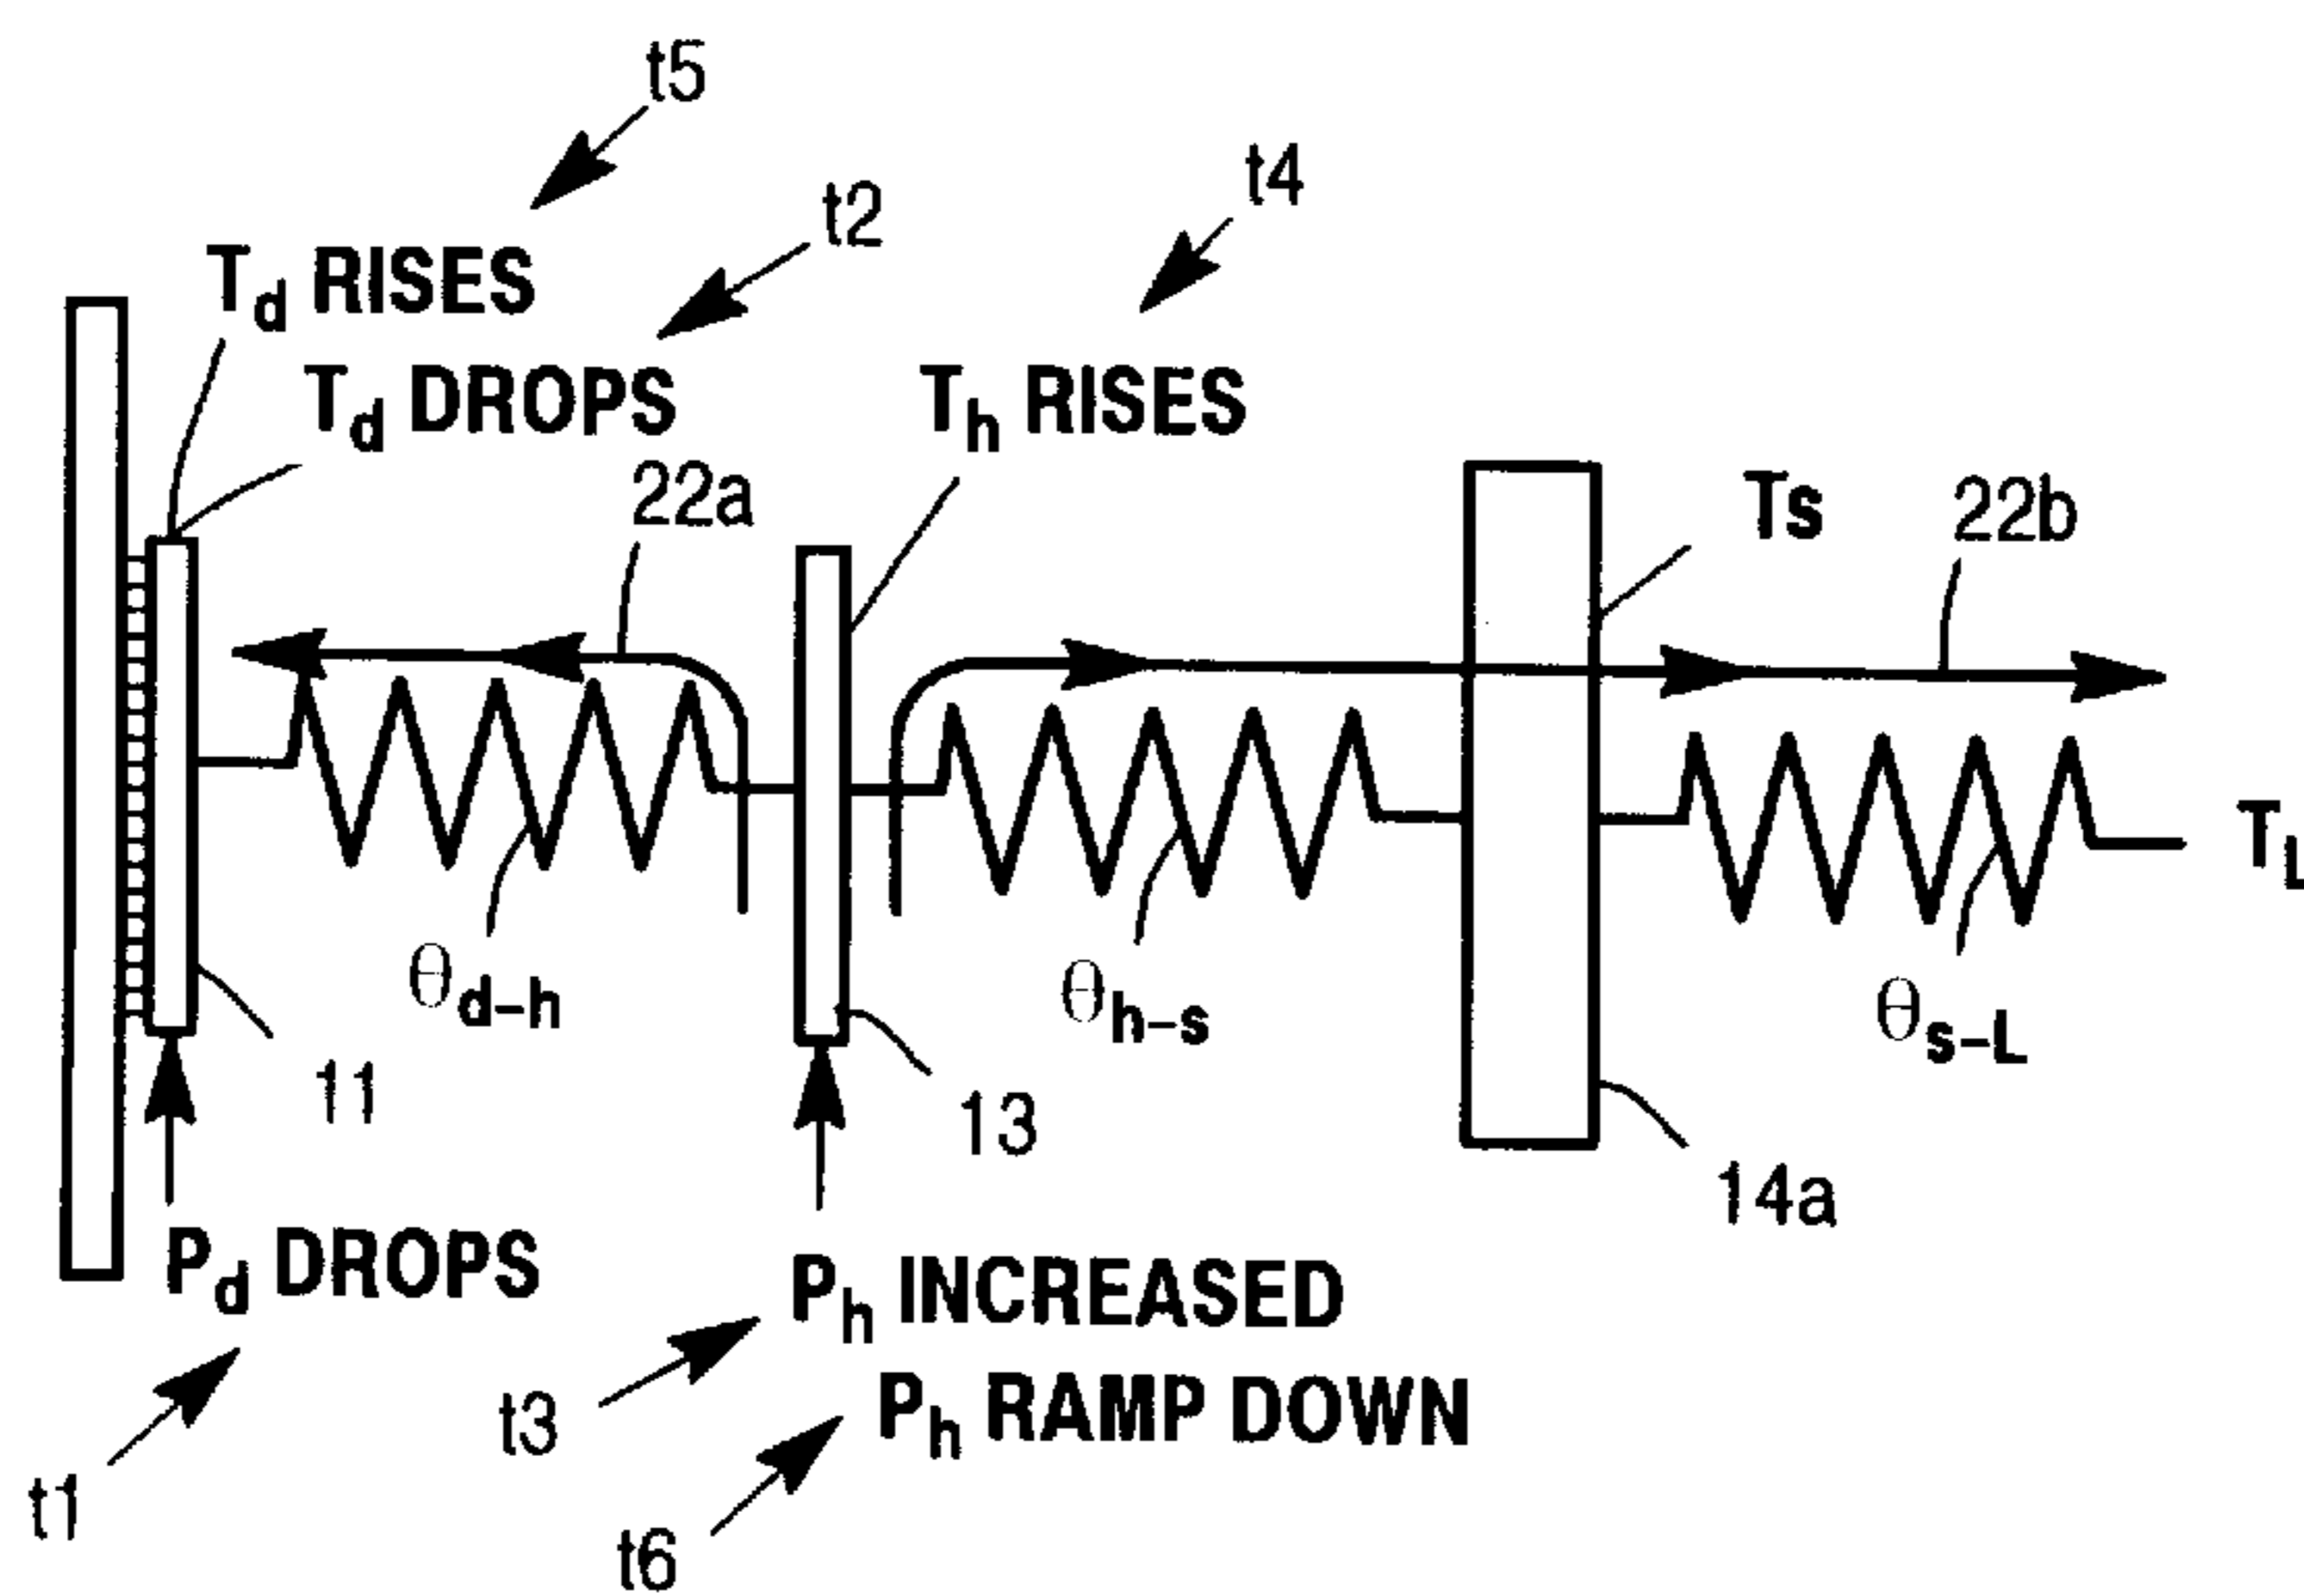 t5
t4
t2
Td RISES
Td DROPS
Th RISES
22a
Ts
22b
TL
θd-h
θh-s
θs-L
11
13
14a
Pd DROPS
Ph INCREASED
t3
Ph RAMP DOWN
t1
t6